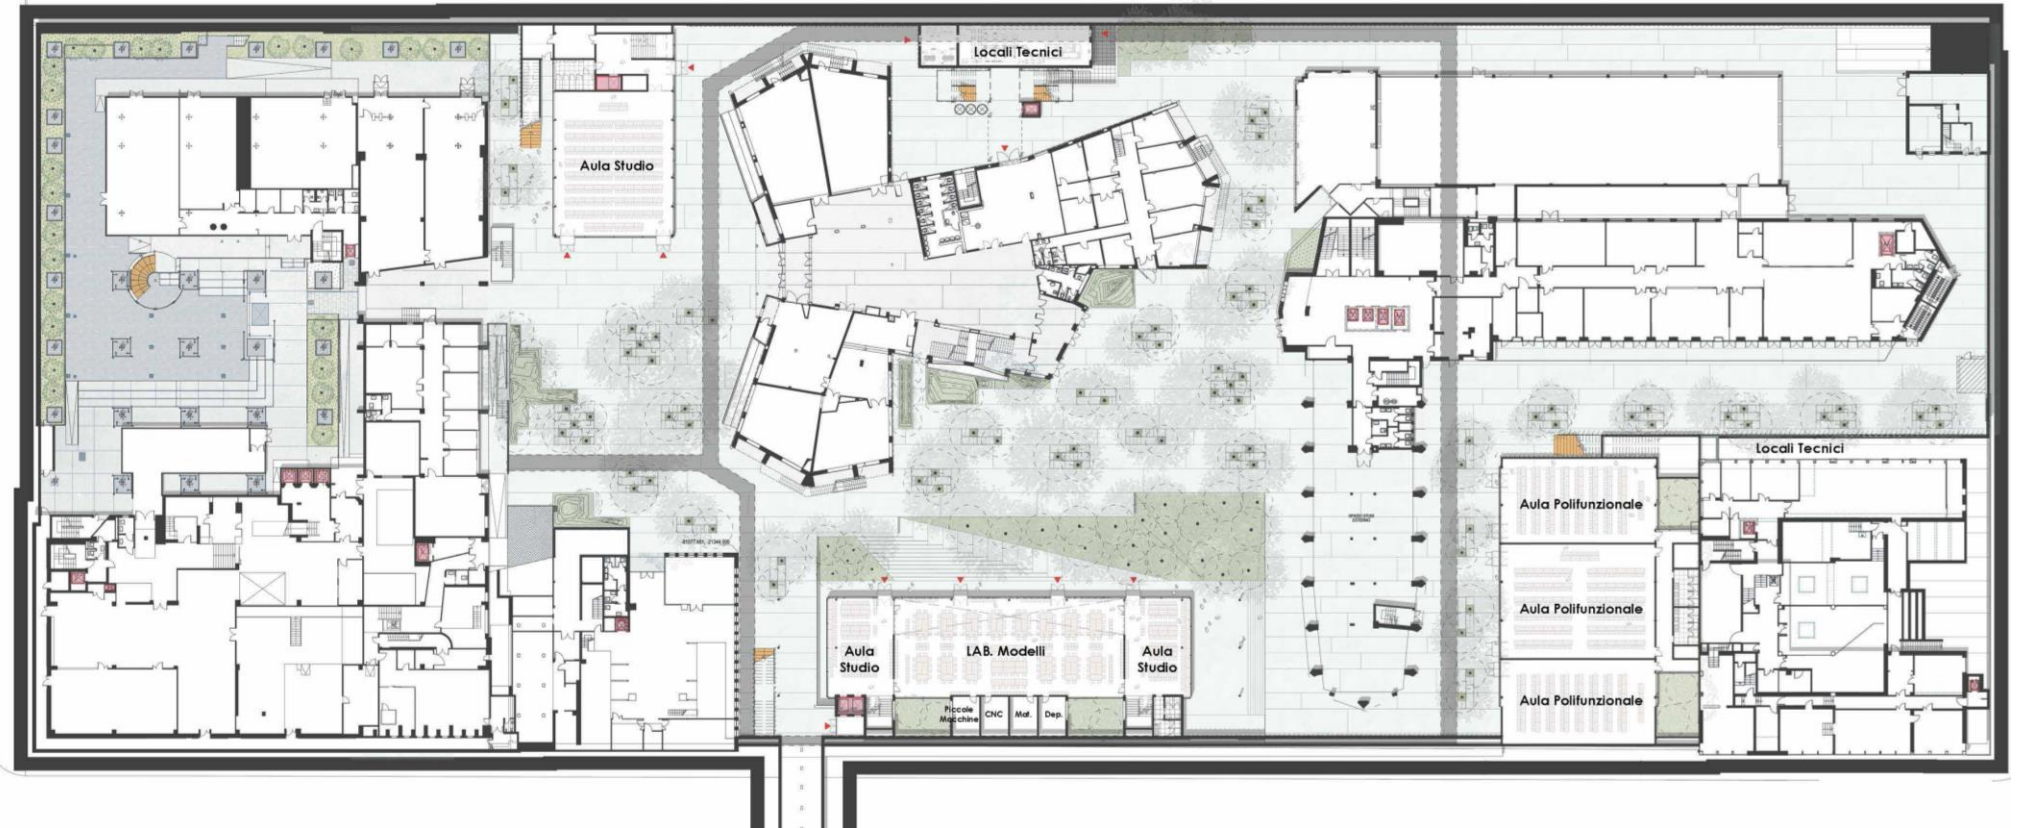 Locali Tecnici
Aula Studio
Locali Tecnici
Aula Polifunzionale
Aula Polifunzionale
Aula
Studio
LAB. Modelli
Aula
Studio
Aula Polifunzionale
Piccole
Macchine
CNC
Mat.
Dep.